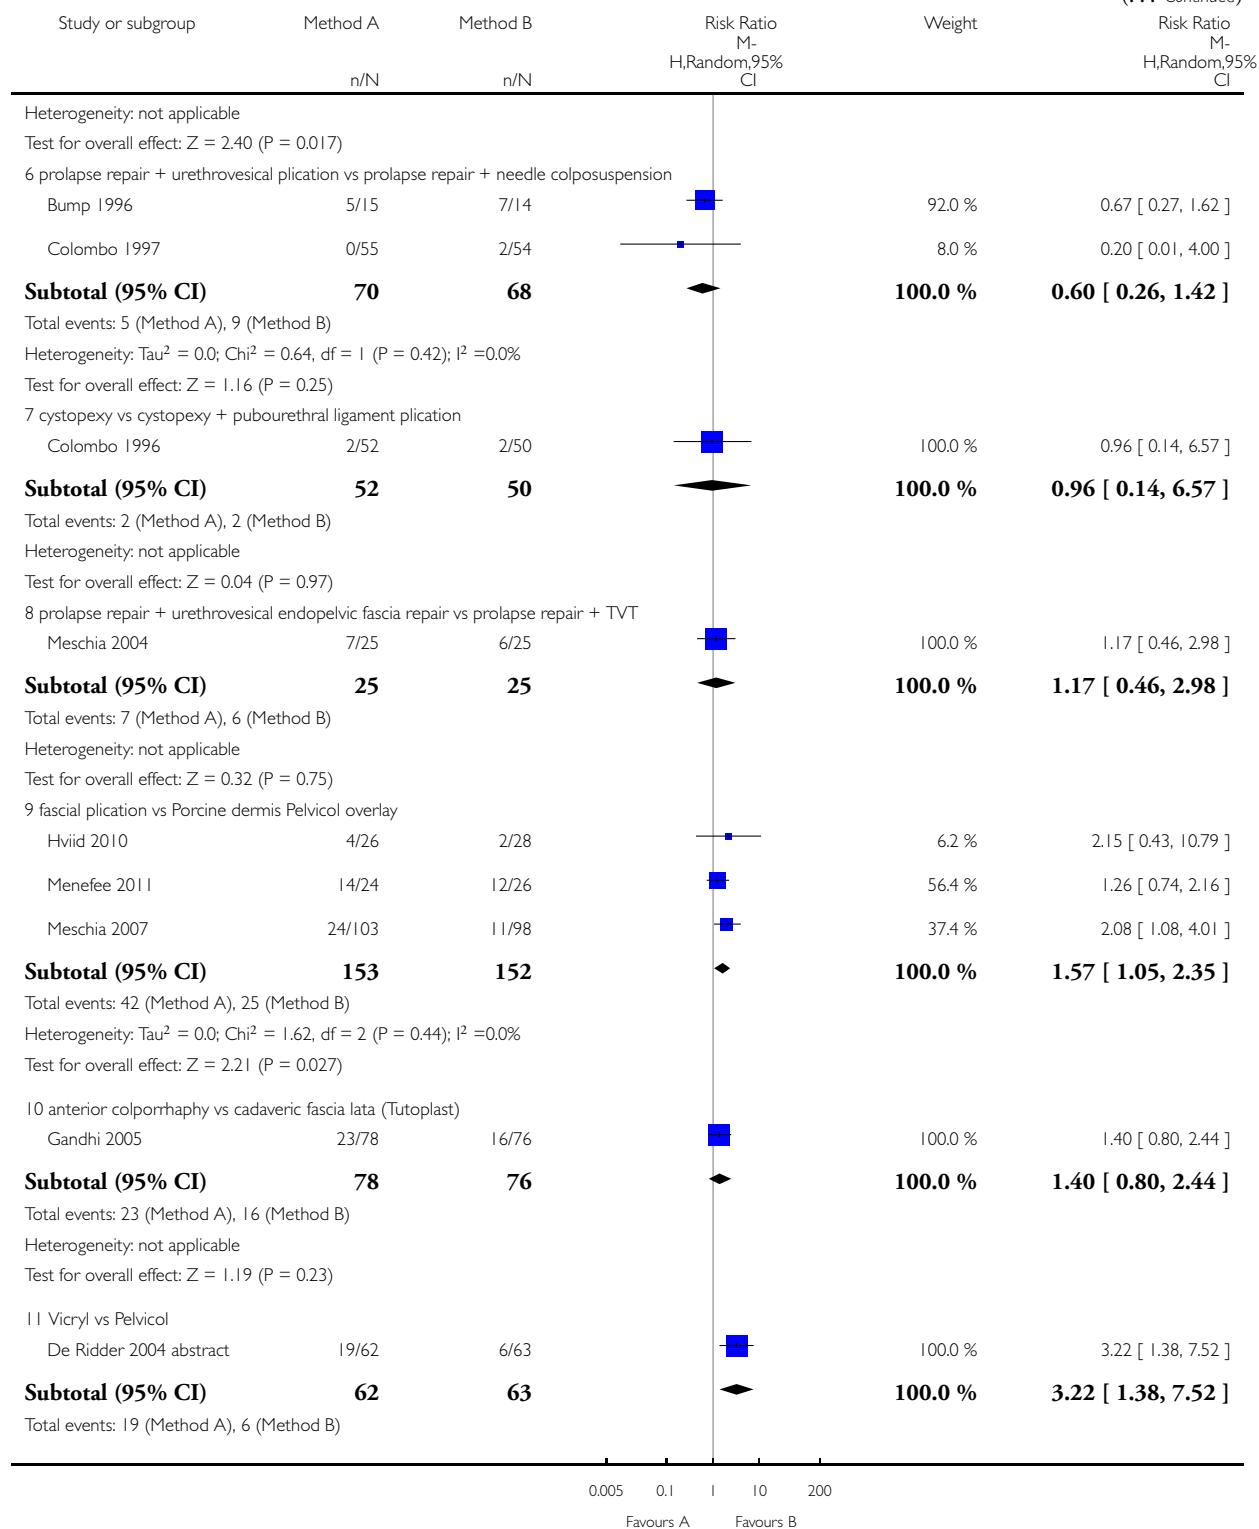 Continued)
Study or subgroup Method A Method B Risk Ratio Weight Risk Ratio
M- M-
H,Random,95% H,Random,95%
n/N n/N CI CI
Heterogeneity: not applicable
Test for overall effect: Z = 2.40 (P = 0.017)
6 prolapse repair + urethrovesical plication vs prolapse repair + needle colposuspension
Bump 1996 5/15 7/14 92.0 % 0.67 [ 0.27, 1.62 ]
Colombo 1997 0/55 2/54 8.0 % 0.20 [ 0.01, 4.00 ]
Subtotal (95% CI) 70 68 100.0 % 0.60 [ 0.26, 1.42 ]
Total events: 5 (Method A), 9 (Method B)
Heterogeneity: Tau² = 0.0; Chi² = 0.64, df = 1 (P = 0.42); I² =0.0%
Test for overall effect: Z = 1.16 (P = 0.25)
7 cystopexy vs cystopexy + pubourethral ligament plication
Colombo 1996 2/52 2/50 100.0 % 0.96 [ 0.14, 6.57 ]
Subtotal (95% CI) 52 50 100.0 % 0.96 [ 0.14, 6.57 ]
Total events: 2 (Method A), 2 (Method B)
Heterogeneity: not applicable
Test for overall effect: Z = 0.04 (P = 0.97)
8 prolapse repair + urethrovesical endopelvic fascia repair vs prolapse repair + TVT
Meschia 2004 7/25 6/25 100.0 % 1.17 [ 0.46, 2.98 ]
Subtotal (95% CI) 25 25 100.0 % 1.17 [ 0.46, 2.98 ]
Total events: 7 (Method A), 6 (Method B)
Heterogeneity: not applicable
Test for overall effect: Z = 0.32 (P = 0.75)
9 fascial plication vs Porcine dermis Pelvicol overlay
Hviid 2010 4/26 2/28 6.2 % 2.15 [ 0.43, 10.79 ]
Menefee 2011 14/24 12/26 56.4 % 1.26 [ 0.74, 2.16 ]
Meschia 2007 24/103 11/98 37.4 % 2.08 [ 1.08, 4.01 ]
Subtotal (95% CI) 153 152 100.0 % 1.57 [ 1.05, 2.35 ]
Total events: 42 (Method A), 25 (Method B)
Heterogeneity: Tau² = 0.0; Chi² = 1.62, df = 2 (P = 0.44); I² =0.0%
Test for overall effect: Z = 2.21 (P = 0.027)
10 anterior colporrhaphy vs cadaveric fascia lata (Tutoplast)
Gandhi 2005 23/78 16/76 100.0 % 1.40 [ 0.80, 2.44 ]
Subtotal (95% CI) 78 76 100.0 % 1.40 [ 0.80, 2.44 ]
Total events: 23 (Method A), 16 (Method B)
Heterogeneity: not applicable
Test for overall effect: Z = 1.19 (P = 0.23)
11 Vicryl vs Pelvicol
De Ridder 2004 abstract 19/62 6/63 100.0 % 3.22 [ 1.38, 7.52 ]
Subtotal (95% CI) 62 63 100.0 % 3.22 [ 1.38, 7.52 ]
Total events: 19 (Method A), 6 (Method B)
0.005 0.1 1 10 200
Favours A Favours B